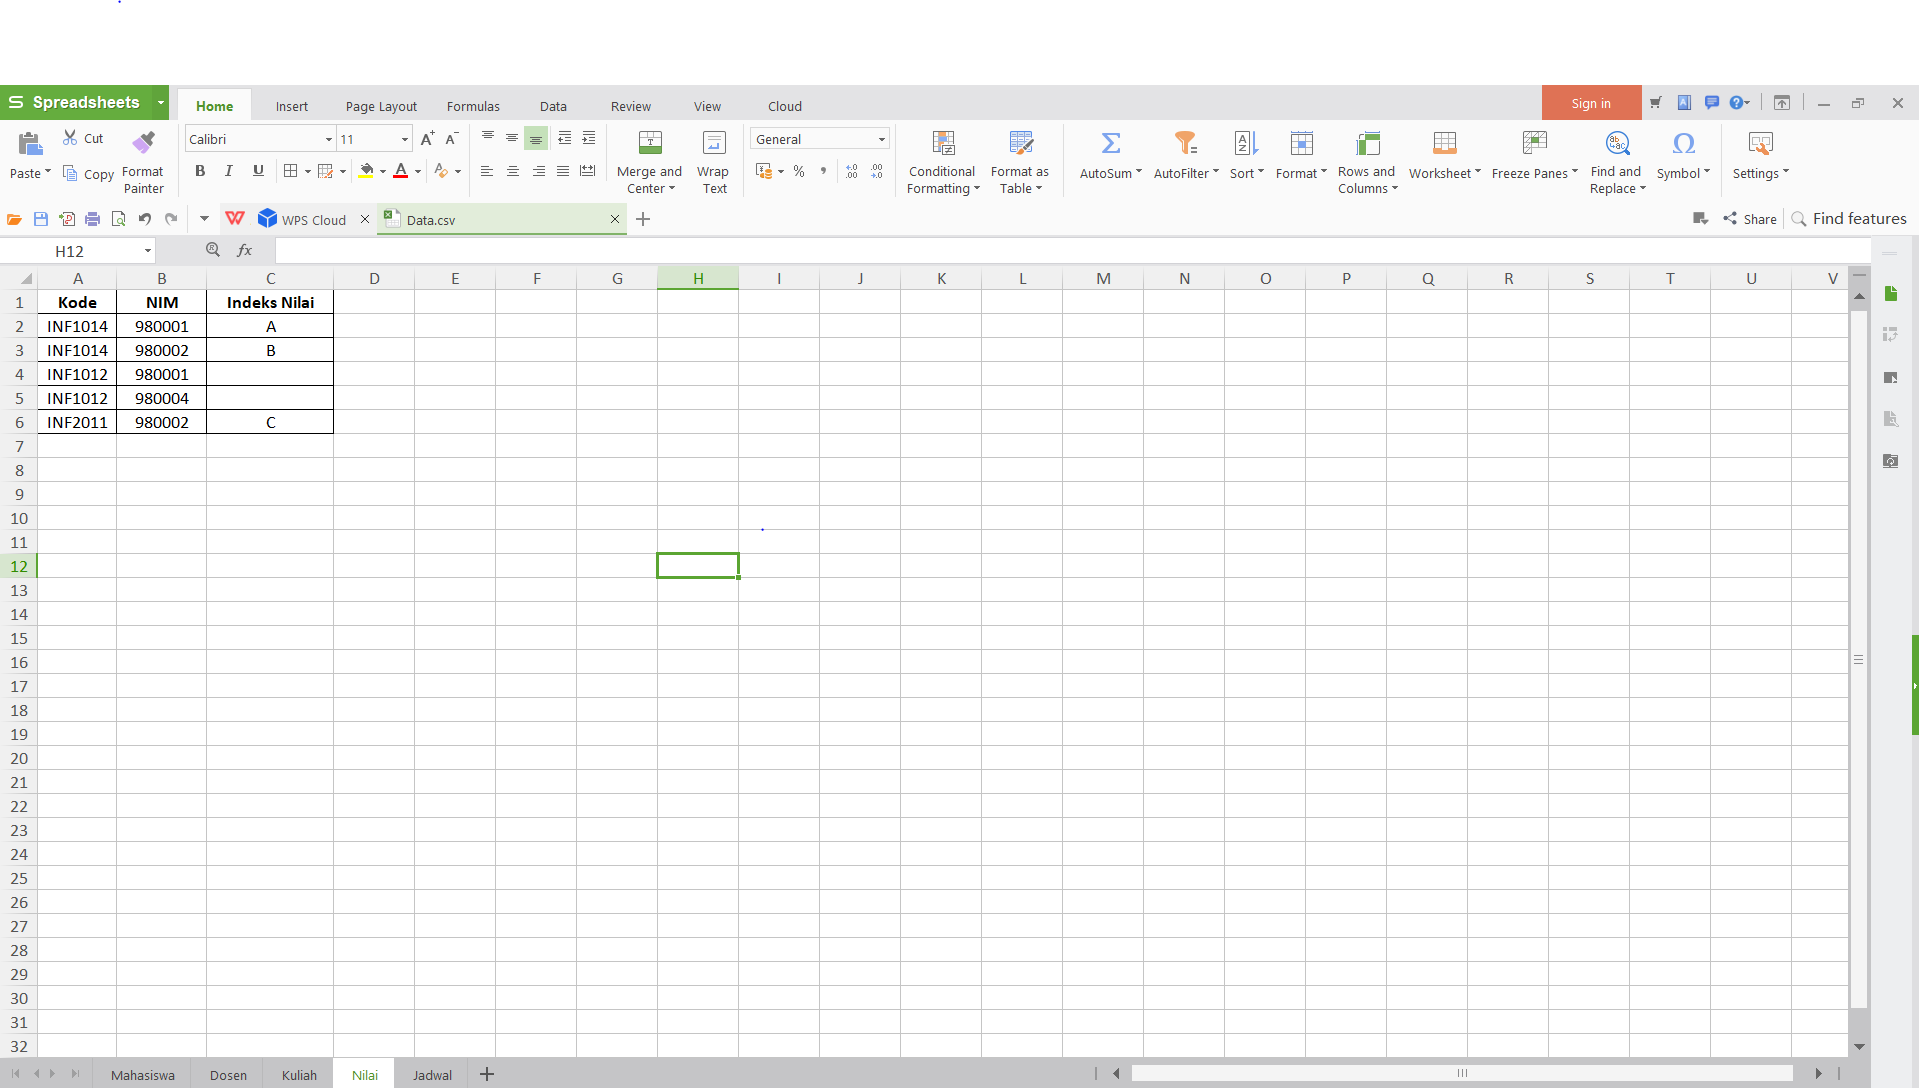 Spreadsheets Home Insert Page Layout Formulas Data Review View Cloud Sign in
Paste Cut Copy Format Painter
Calibri 11 A+ A-
B I U A
Merge and Center Wrap Text
General
% , .00 .00
Conditional Formatting Format as Table AutoSum AutoFilter Sort Format Rows and Columns Worksheet Freeze Panes Find and Replace Symbol Settings
WPS Cloud Data.csv Share Find features
H12 fx
A B C D E F G H I J K L M N O P Q R S T U V
1 Kode NIM Indeks Nilai
2 INF1014 980001 A
3 INF1014 980002 B
4 INF1012 980001
5 INF1012 980004
6 INF2011 980002 C
7
8
9
10
11
12
13
14
15
16
17
18
19
20
21
22
23
24
25
26
27
28
29
30
31
32
Mahasiswa Dosen Kuliah Nilai Jadwal